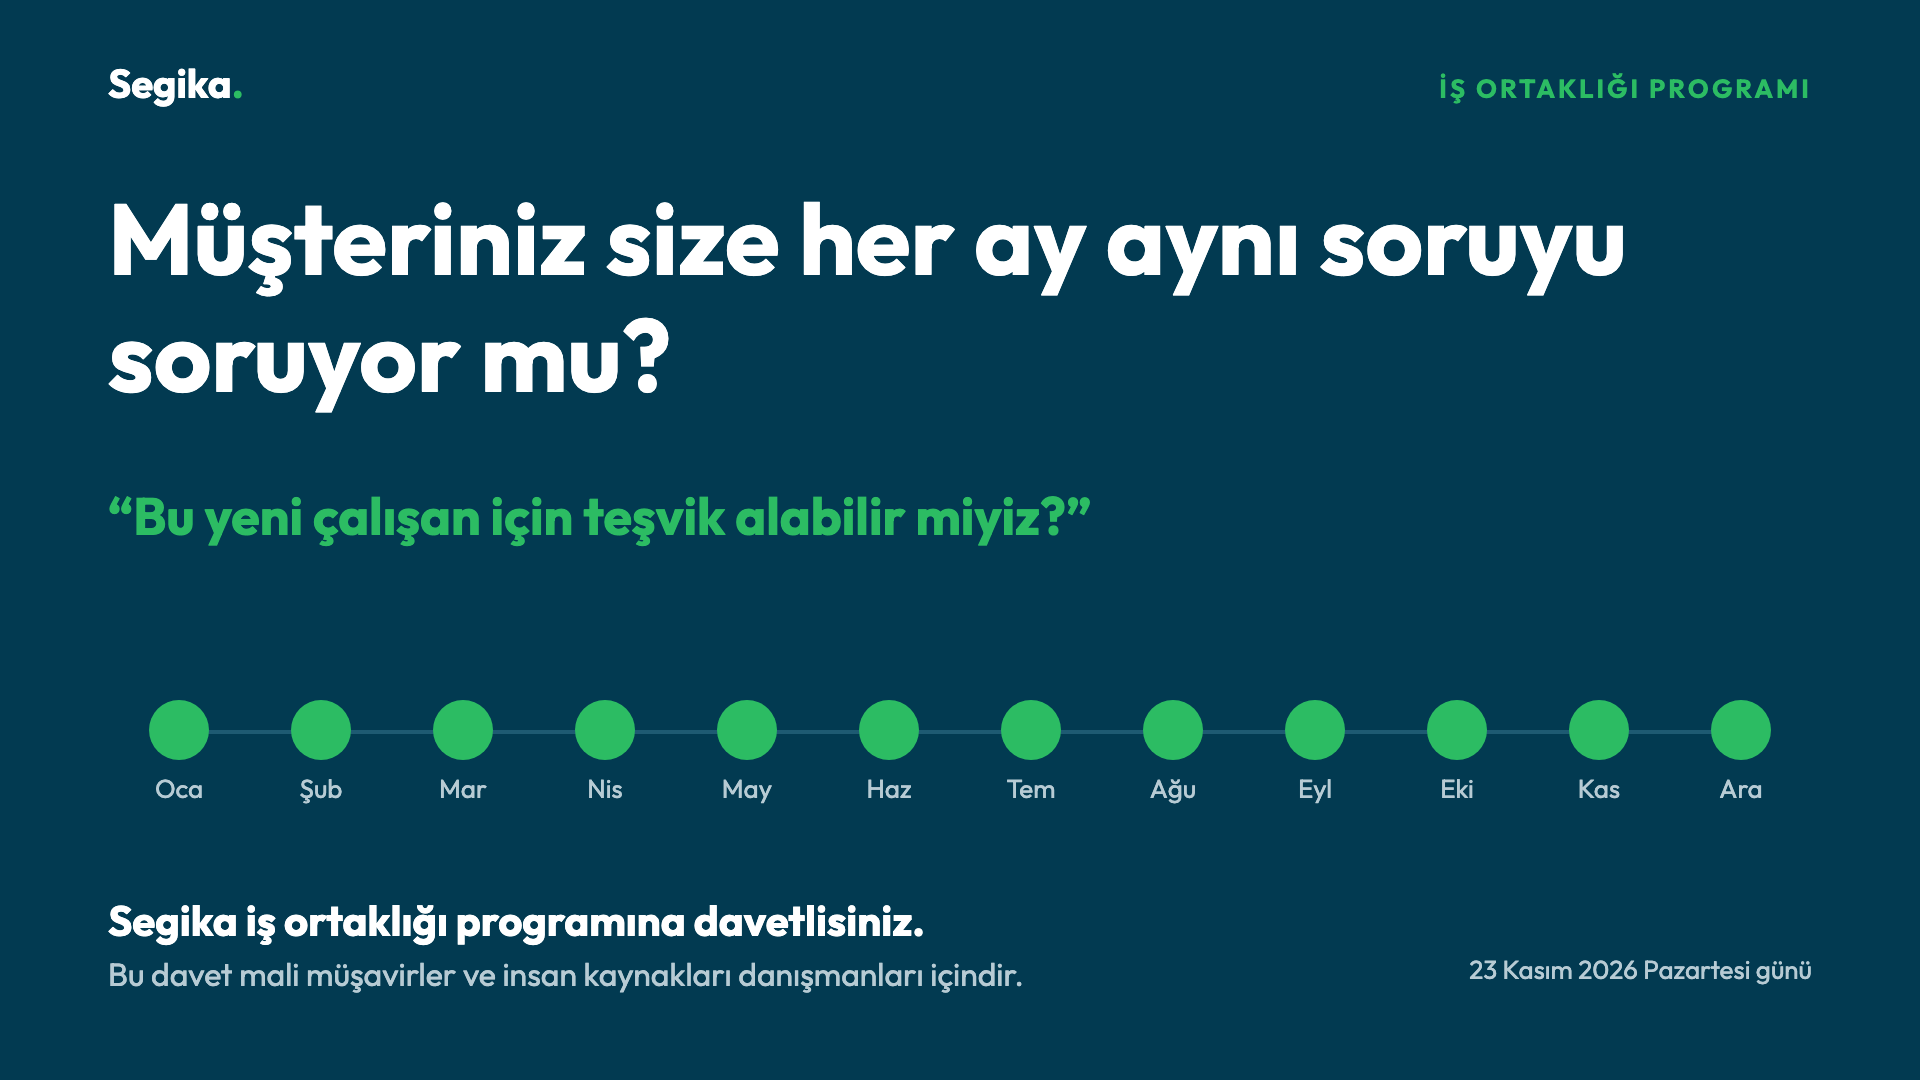 Segika.
İŞ ORTAKLIĞI PROGRAMI
Müşteriniz size her ay aynı soruyu
soruyor mu?
“Bu yeni çalışan için teşvik alabilir miyiz?”
Oca Şub Mar Nis May Haz Tem Ağu Eyl Eki Kas Ara
Segika iş ortaklığı programına davetlisiniz.
Bu davet mali müşavirler ve insan kaynakları danışmanları içindir.
23 Kasım 2026 Pazartesi günü